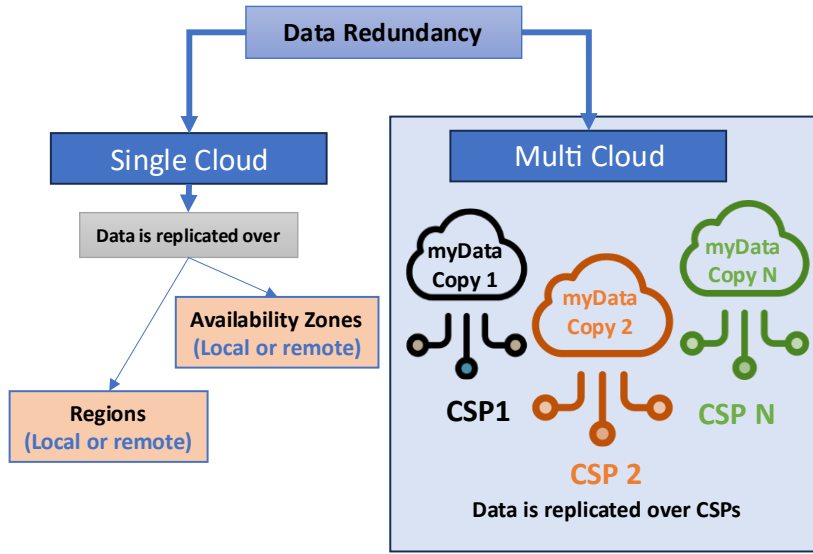 Data Redundancy
Single Cloud
Data is replicated over
Availability Zones
(Local or remote)
Regions
(Local or remote)
Multi Cloud
myData
Copy 1
CSP1
myData
Copy 2
CSP 2
myData
Copy N
CSP N
Data is replicated over CSPs